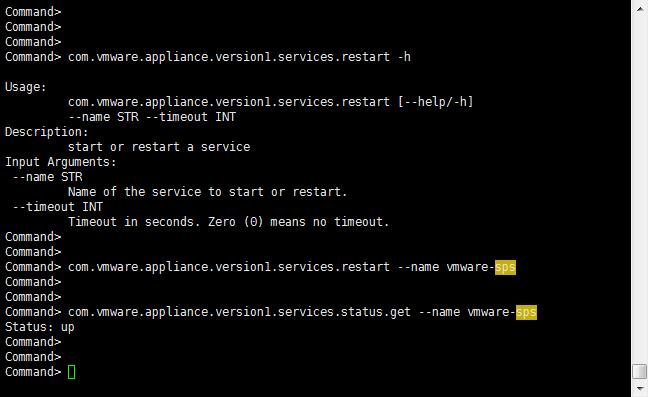 Command>
Command>
Command>
Command> com.vmware.appliance.version1.services.restart -h
Usage:
com.vmware.appliance.version1.services.restart [--help/-h]
--name STR --timeout INT
Description:
start or restart a service
Input Arguments:
--name STR
Name of the service to start or restart.
--timeout INT
Timeout in seconds. Zero (0) means no timeout.
Command>
Command>
Command> com.vmware.appliance.version1.services.restart --name vmware-sps
Command>
Command>
Command> com.vmware.appliance.version1.services.status.get --name vmware-sps
Status: up
Command>
Command>
Command>